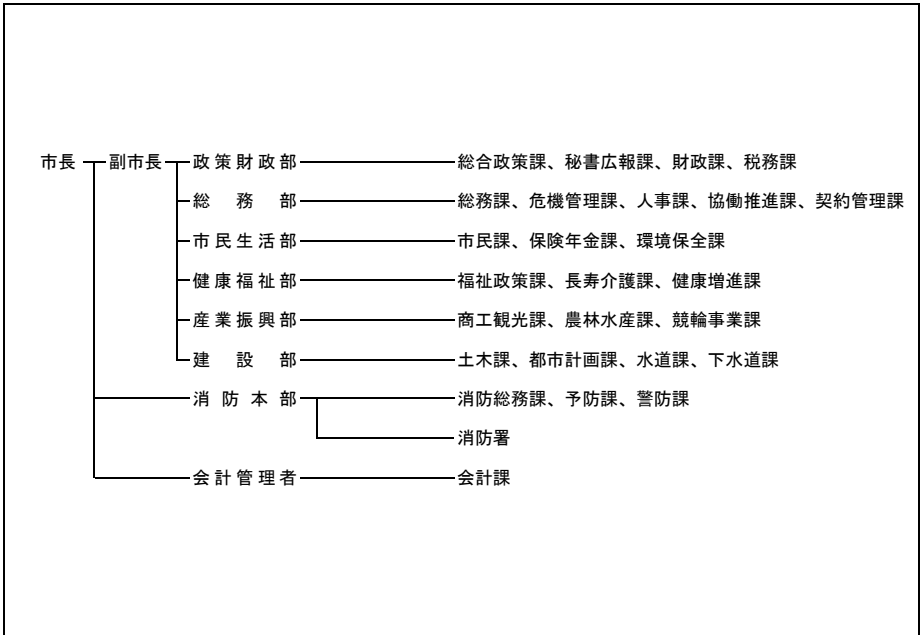 市長 副市長 政策財政部 総合政策課、秘書広報課、財政課、税務課
総務部 総務課、危機管理課、人事課、協働推進課、契約管理課
市民生活部 市民課、保険年金課、環境保全課
健康福祉部 福祉政策課、長寿介護課、健康増進課
産業振興部 商工観光課、農林水産課、競輪事業課
建設部 土木課、都市計画課、水道課、下水道課
消防本部 消防総務課、予防課、警防課
消防署
会計管理者 会計課